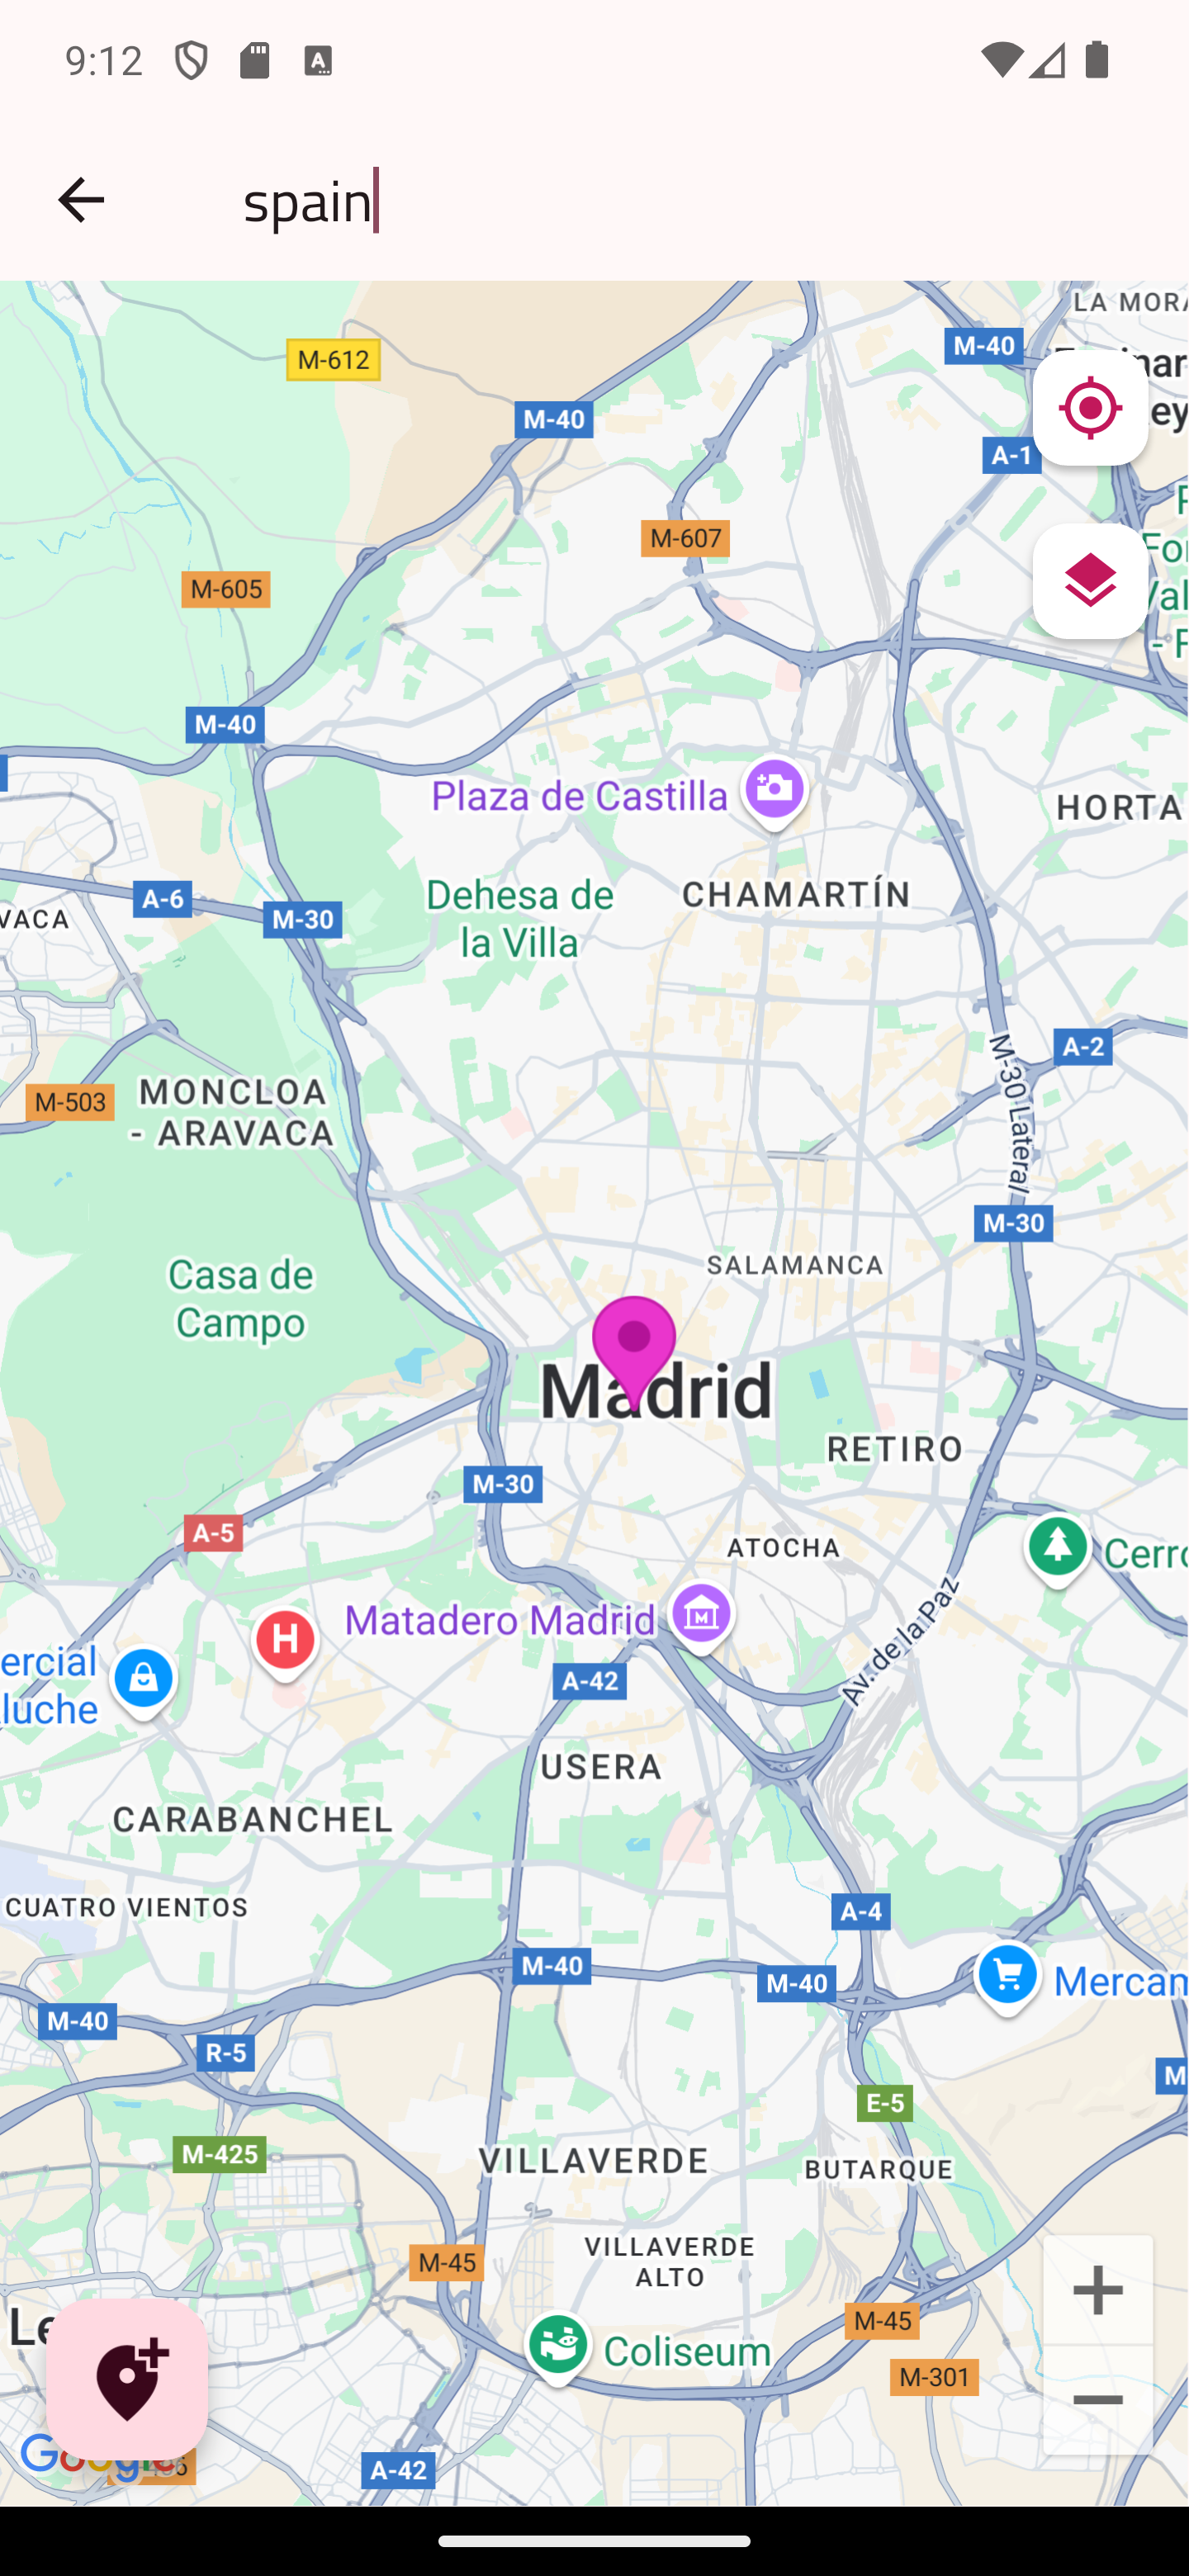 9:12
spain
LA MORA
M-612
M-40
M-40
A-1
M-607
M-605
M-40
Plaza de Castilla
HORTA
A-6
M-30
VACA
Dehesa de
la Villa
CHAMARTÍN
A-2
M-30 Lateral
M-503
MONCLOA
- ARAVACA
M-30
SALAMANCA
Casa de
Campo
Madrid
RETIRO
M-30
A-5
ATOCHA
Cerro
H
Matadero Madrid
M
ercial
luche
A-42
Av. de la Paz
USERA
CARABANCHEL
CUATRO VIENTOS
A-4
M-40
M-40
Mercam
M-40
R-5
M
E-5
M-425
VILLAVERDE
BUTARQUE
VILLAVERDE
ALTO
M-45
M-45
Le
Coliseum
M-301
Google
A-42